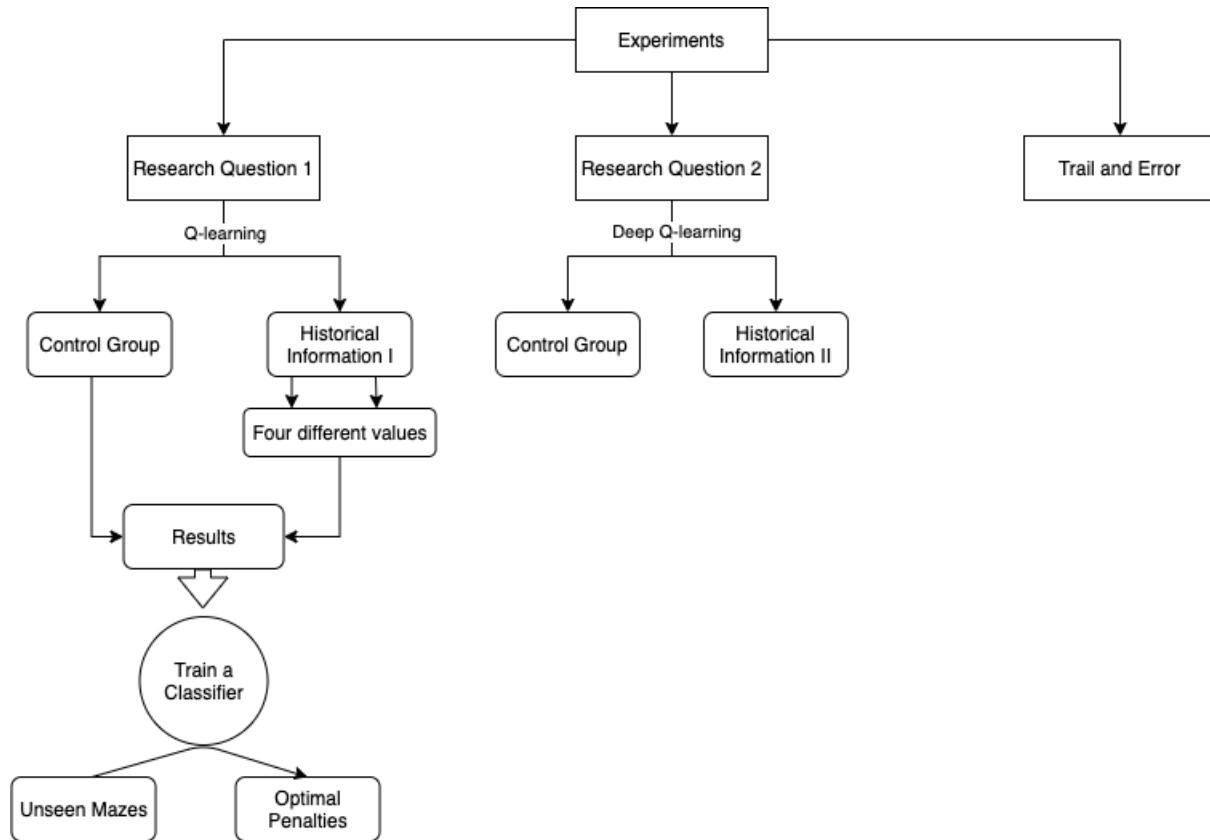 Experiments
Research Question 1
Research Question 2
Trail and Error
Q-learning
Deep Q-learning
Control Group
Historical
Information I
Control Group
Historical
Information II
Four different values
Results
Train a
Classifier
Unseen Mazes
Optimal
Penalties